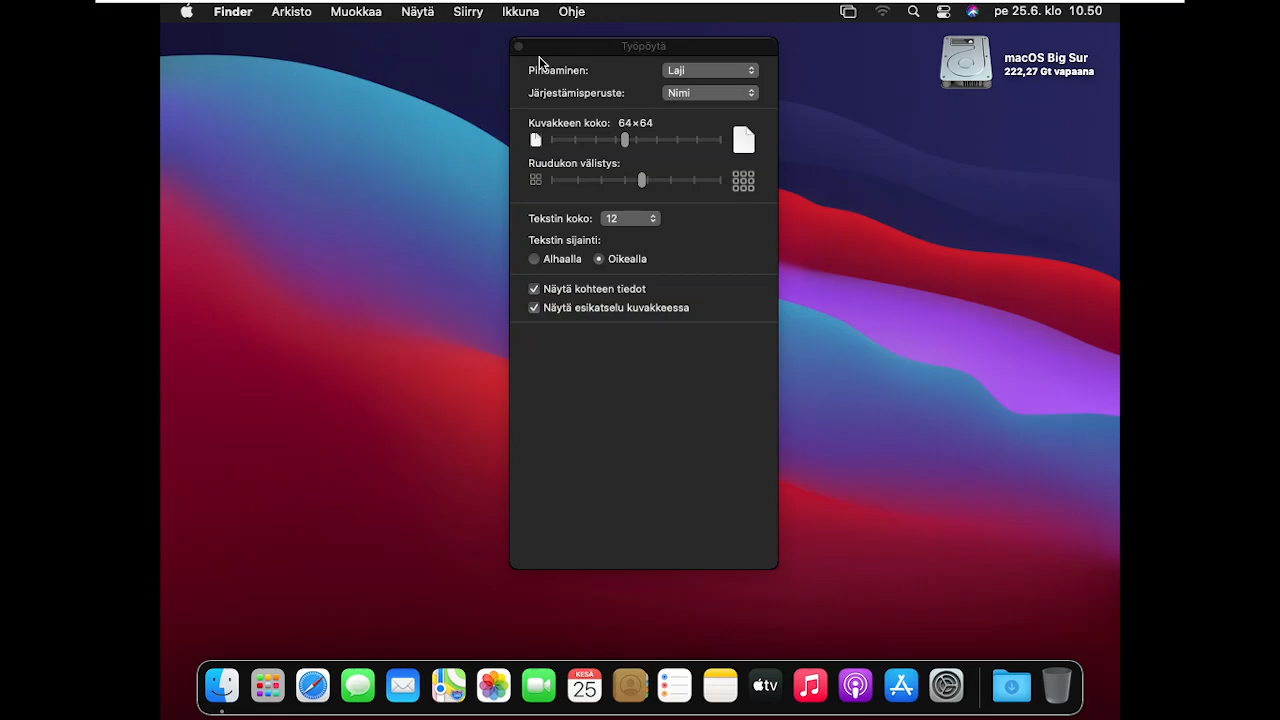 Finder Arkisto Muokkaa Näytä Siirry Ikkuna Ohje pe 25.6. klo 10.50
Työpöytä
macOS Big Sur
222,27 Gt vapaana
Pinoaminen: Laji
Järjestämisperuste: Nimi
Kuvakkeen koko: 64×64
Ruudukon välistys:
Tekstin koko: 12
Tekstin sijainti:
Alhaalla Oikealla
Näytä kohteen tiedot
Näytä esikatselu kuvakkeessa
KESÄ
25
tv